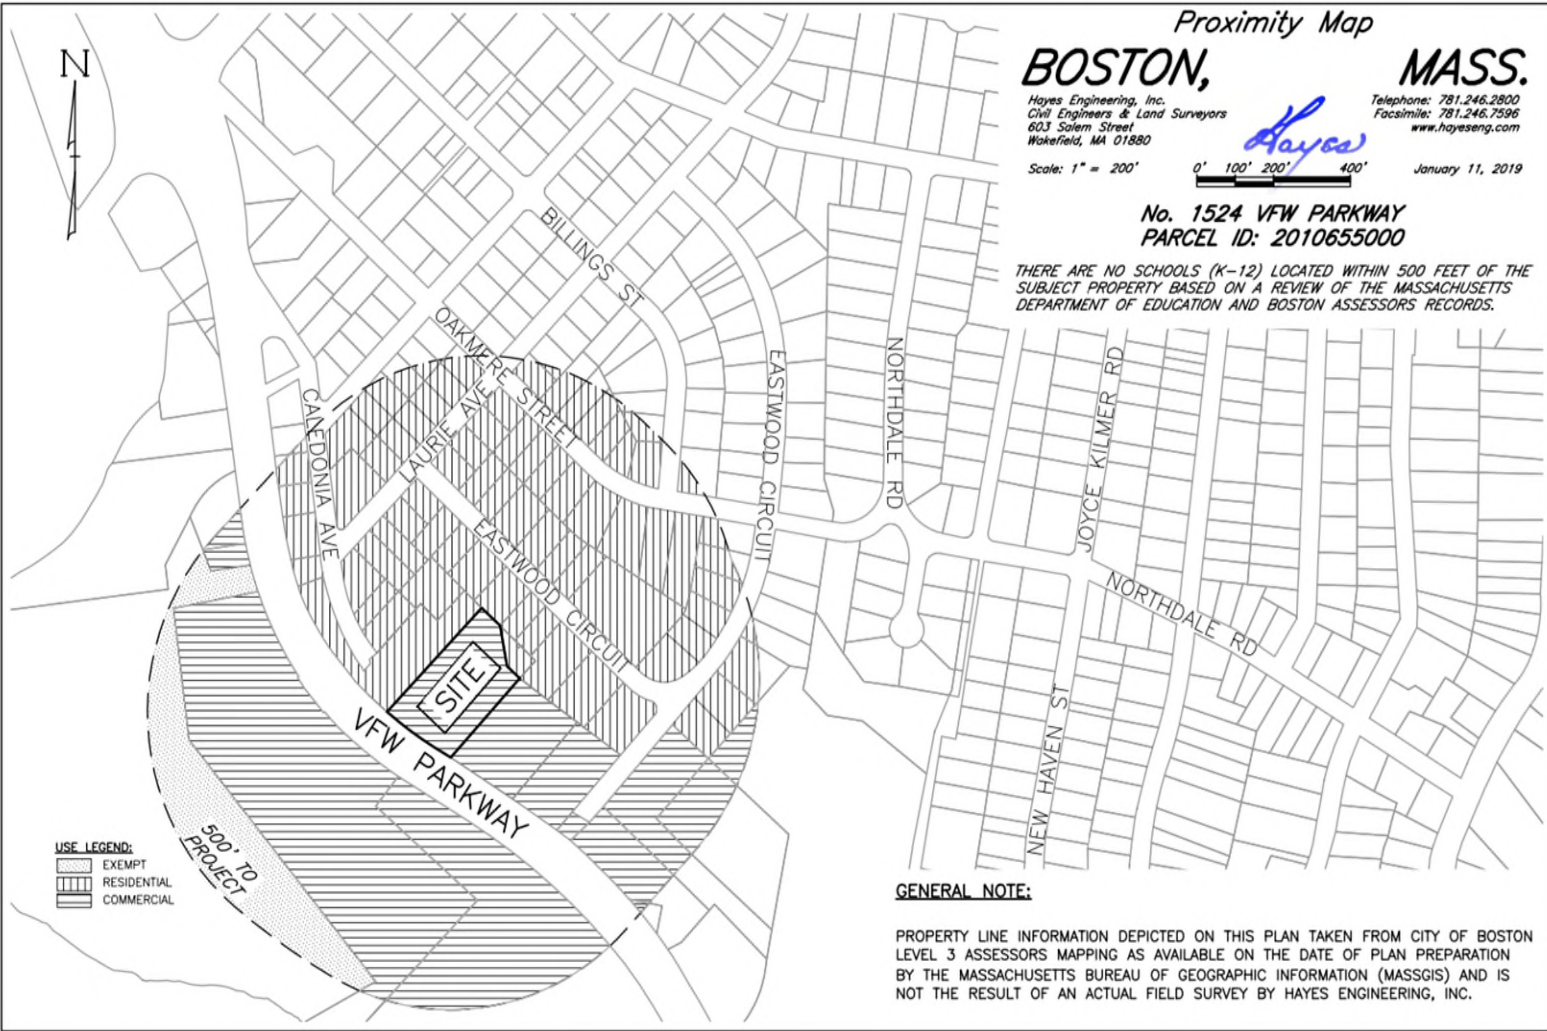 Proximity Map
BOSTON, MASS.
Hayes Engineering, Inc.
Civil Engineers & Land Surveyors
603 Salem Street
Wakefield, MA 01880
Telephone: 781.246.2800
Facsimile: 781.246.7596
www.hayeseng.com
Hayes
Scale: 1" = 200'
0' 100' 200' 400'
January 11, 2019
No. 1524 VFW PARKWAY
PARCEL ID: 2010655000
THERE ARE NO SCHOOLS (K-12) LOCATED WITHIN 500 FEET OF THE
SUBJECT PROPERTY BASED ON A REVIEW OF THE MASSACHUSETTS
DEPARTMENT OF EDUCATION AND BOSTON ASSESSORS RECORDS.
N
BILLINGS ST
OAKMERE STREET
LAURIE AVE
CALEDONIA AVE
EASTWOOD CIRCUIT
EASTWOOD CIRCUIT
NORTHDALE RD
JOYCE KILMER RD
NORTHDALE RD
NEW HAVEN ST
SITE
VFW PARKWAY
500' TO
PROJECT
USE LEGEND:
EXEMPT
RESIDENTIAL
COMMERCIAL
GENERAL NOTE:
PROPERTY LINE INFORMATION DEPICTED ON THIS PLAN TAKEN FROM CITY OF BOSTON
LEVEL 3 ASSESSORS MAPPING AS AVAILABLE ON THE DATE OF PLAN PREPARATION
BY THE MASSACHUSETTS BUREAU OF GEOGRAPHIC INFORMATION (MASSGIS) AND IS
NOT THE RESULT OF AN ACTUAL FIELD SURVEY BY HAYES ENGINEERING, INC.